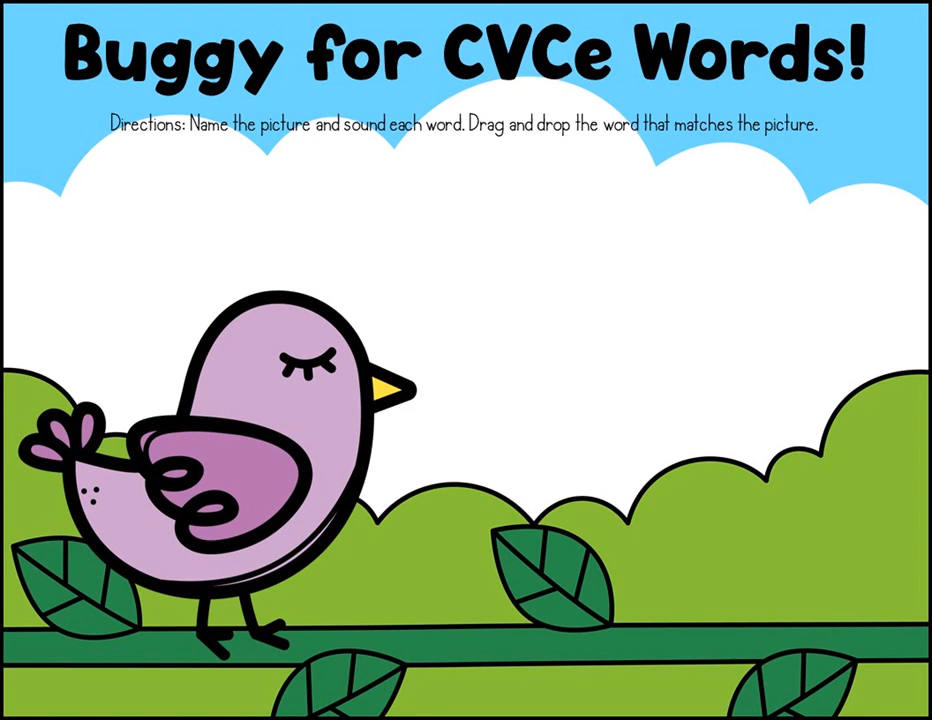 Buggy for CVCe Words!
Directions: Name the picture and sound each word. Drag and drop the word that matches the picture.